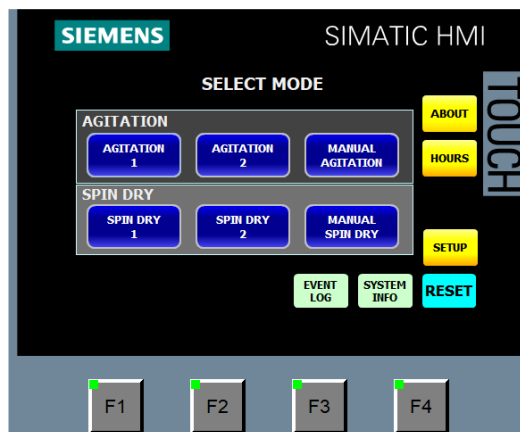 SIEMENS
SIMATIC HMI
TOUCH
SELECT MODE
ABOUT
AGITATION
AGITATION
1
AGITATION
2
MANUAL
AGITATION
HOURS
SPIN DRY
SPIN DRY
1
SPIN DRY
2
MANUAL
SPIN DRY
SETUP
EVENT
LOG
SYSTEM
INFO
RESET
F1
F2
F3
F4